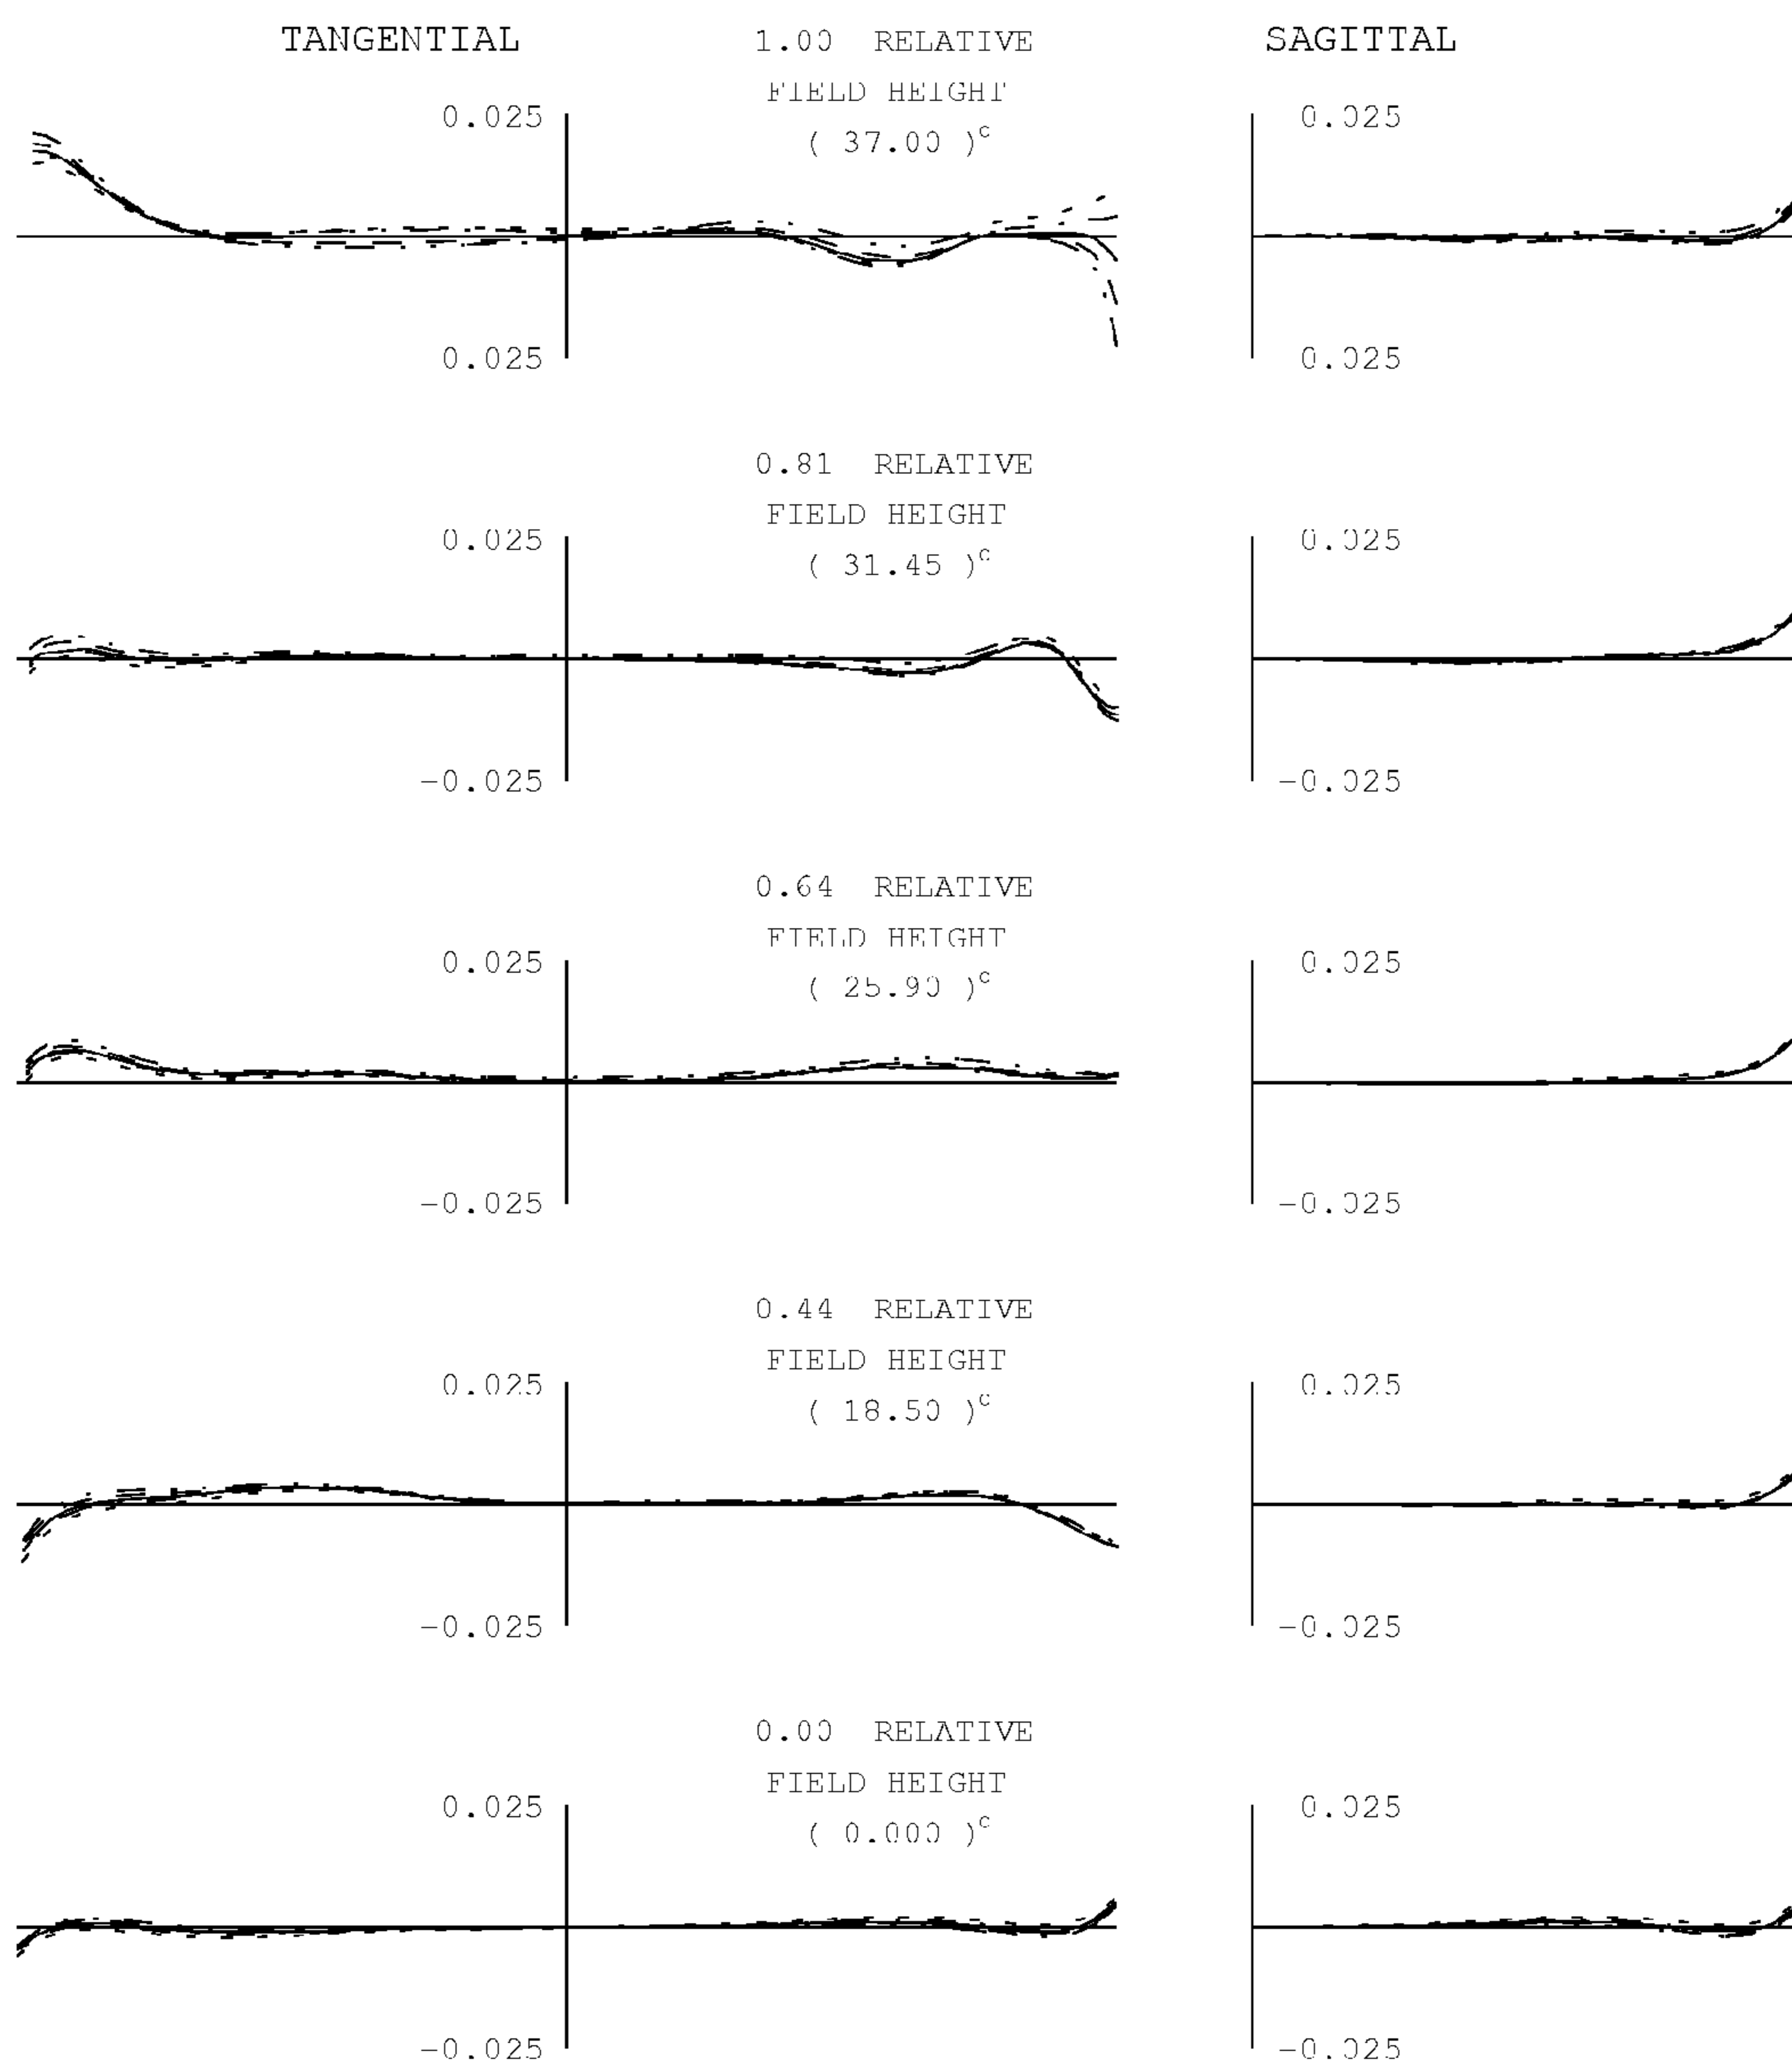 TANGENTIAL 1.00 RELATIVE SAGITTAL
FIELD HEIGHT
0.025 0.025
( 37.00 )°
0.025 0.025
0.81 RELATIVE
FIELD HEIGHT
0.025 0.025
( 31.45 )°
-0.025 -0.025
0.64 RELATIVE
FIELD HEIGHT
0.025 0.025
( 25.90 )°
-0.025 -0.025
0.44 RELATIVE
FIELD HEIGHT
0.025 0.025
( 18.50 )°
-0.025 -0.025
0.00 RELATIVE
FIELD HEIGHT
0.025 0.025
( 0.000 )°
-0.025 -0.025